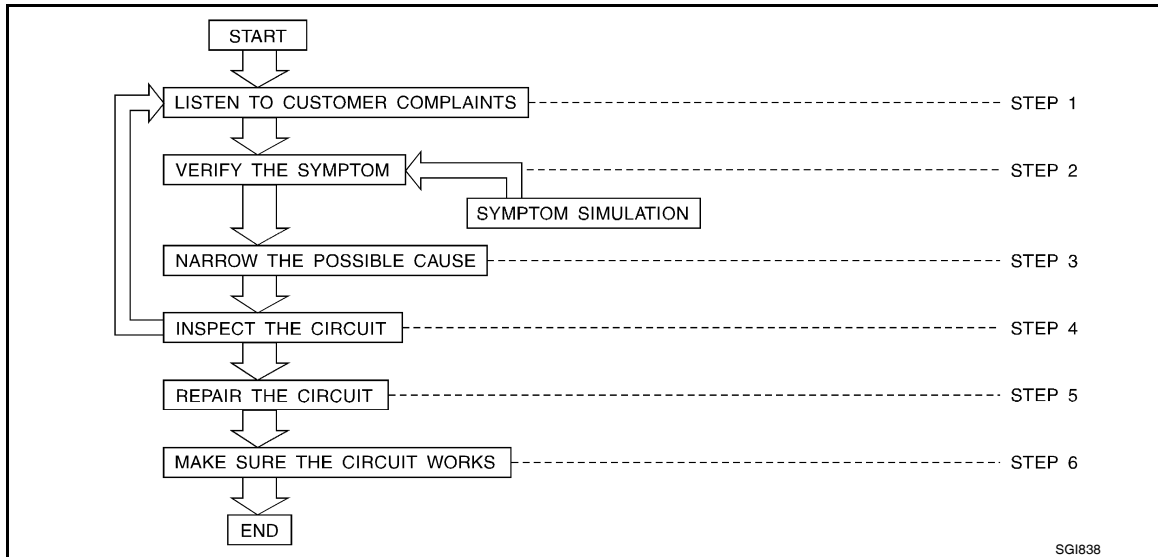 START
LISTEN TO CUSTOMER COMPLAINTS STEP 1
VERIFY THE SYMPTOM STEP 2
SYMPTOM SIMULATION
NARROW THE POSSIBLE CAUSE STEP 3
INSPECT THE CIRCUIT STEP 4
REPAIR THE CIRCUIT STEP 5
MAKE SURE THE CIRCUIT WORKS STEP 6
END
SGI838